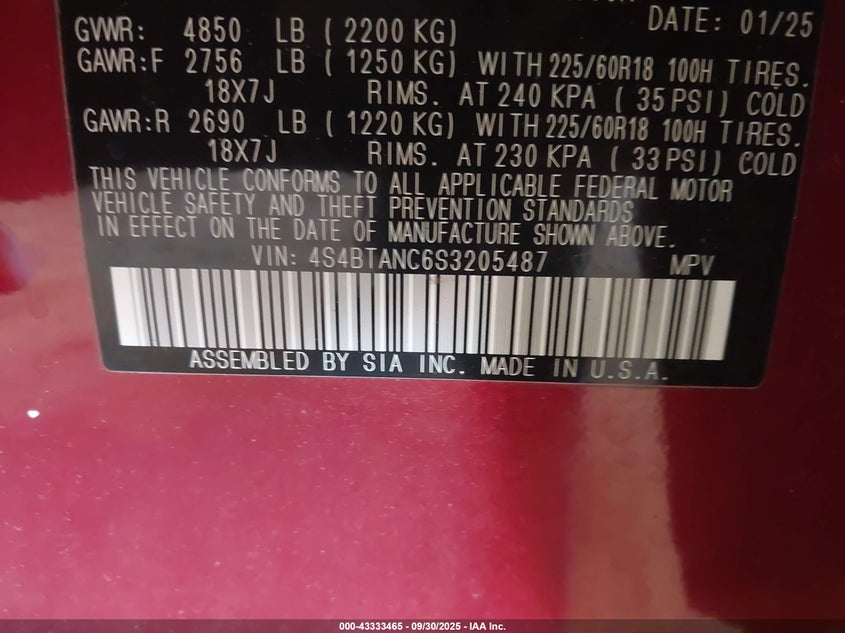 DATE: 01/25
GVWR: 4850 LB ( 2200 KG)
GAWR:F 2756 LB ( 1250 KG) WITH 225/60R18 100H TIRES.
18X7J RIMS. AT 240 KPA ( 35 PSI) COLD
GAWR:R 2690 LB ( 1220 KG) WITH 225/60R18 100H TIRES.
18X7J RIMS. AT 230 KPA ( 33 PSI) COLD
THIS VEHICLE CONFORMS TO ALL APPLICABLE FEDERAL MOTOR
VEHICLE SAFETY AND THEFT PREVENTION STANDARDS
IN EFFECT ON THE DATE OF MANUFACTURE SHOWN ABOVE.
VIN: 4S4BTANC6S3205487 MPV
ASSEMBLED BY SIA INC. MADE IN U.S.A.
000-43333465 - 09/30/2025 - IAA Inc.